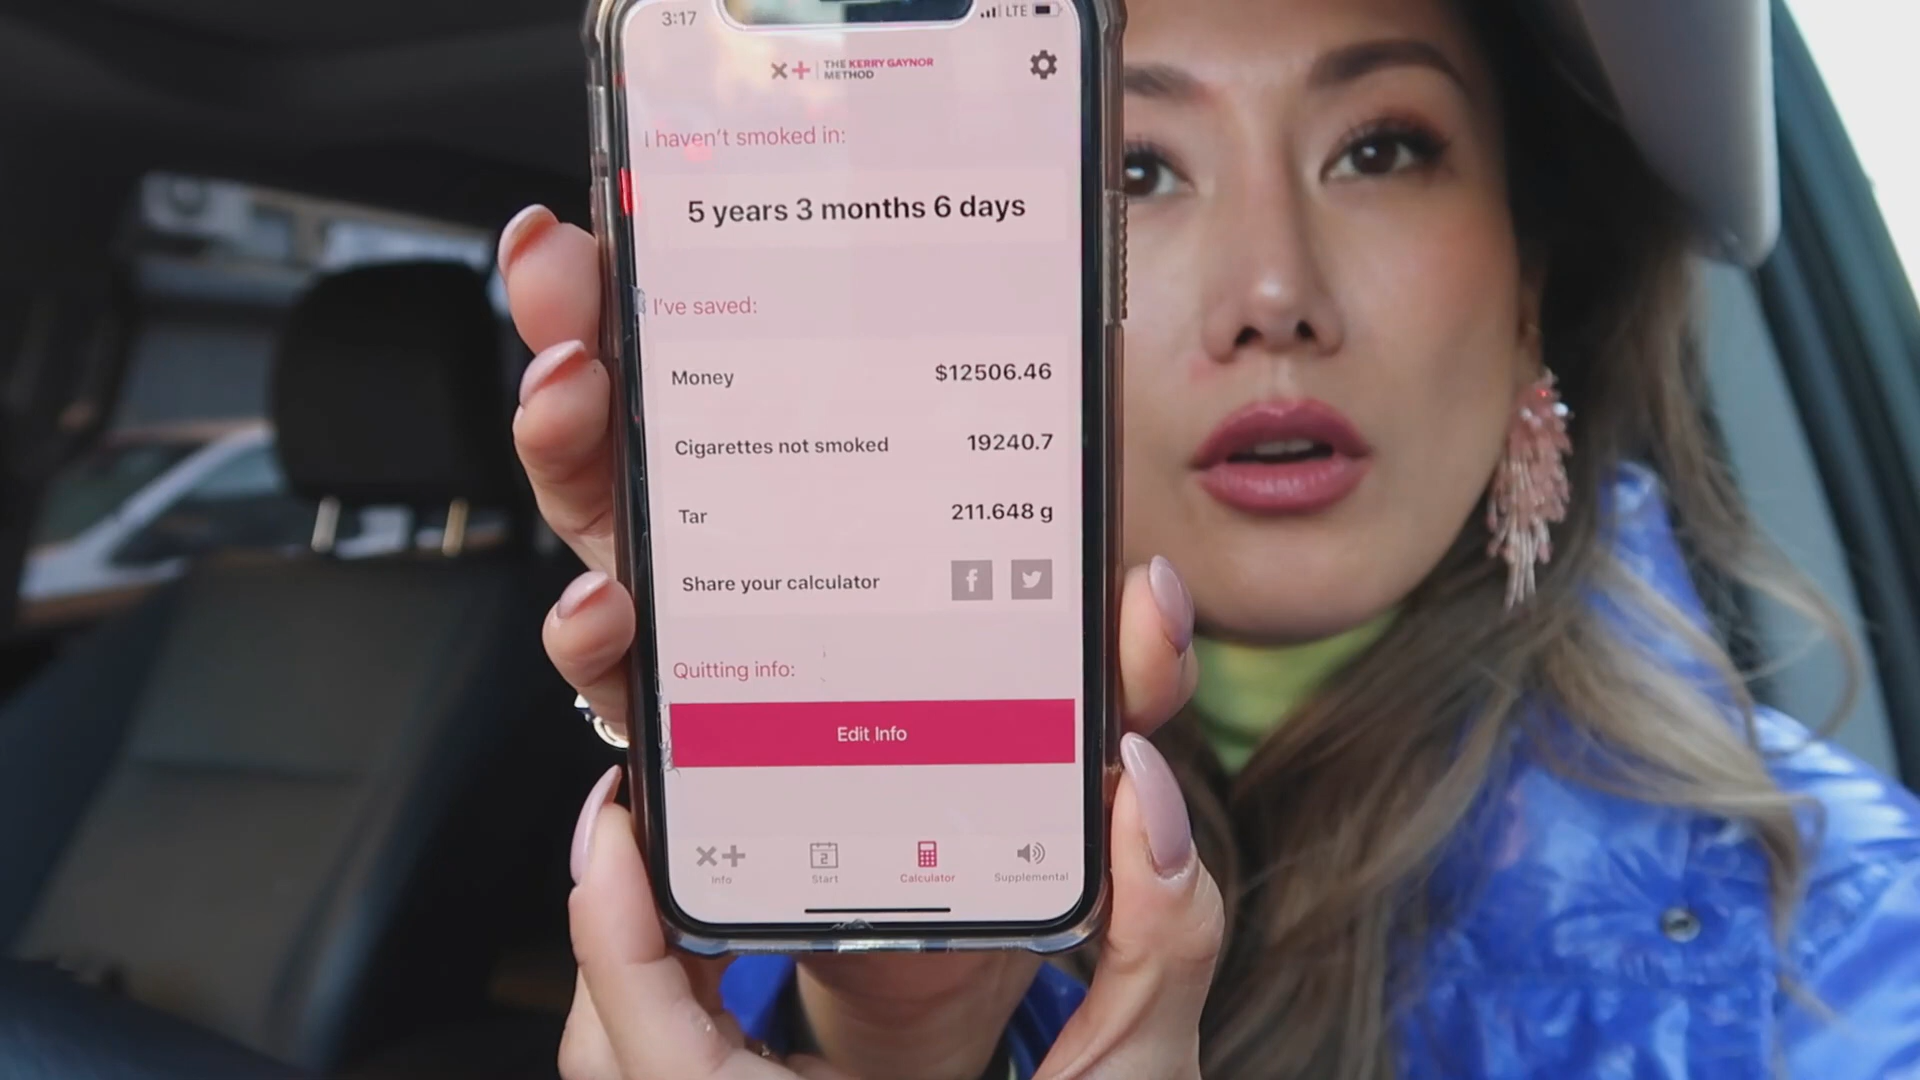 3:17
LTE
THE KERRY GAYNOR
METHOD
I haven't smoked in:
5 years 3 months 6 days
I've saved:
Money $12506.46
Cigarettes not smoked 19240.7
Tar 211.648 g
Share your calculator
Quitting info:
Edit Info
2
Info Start Calculator Supplemental